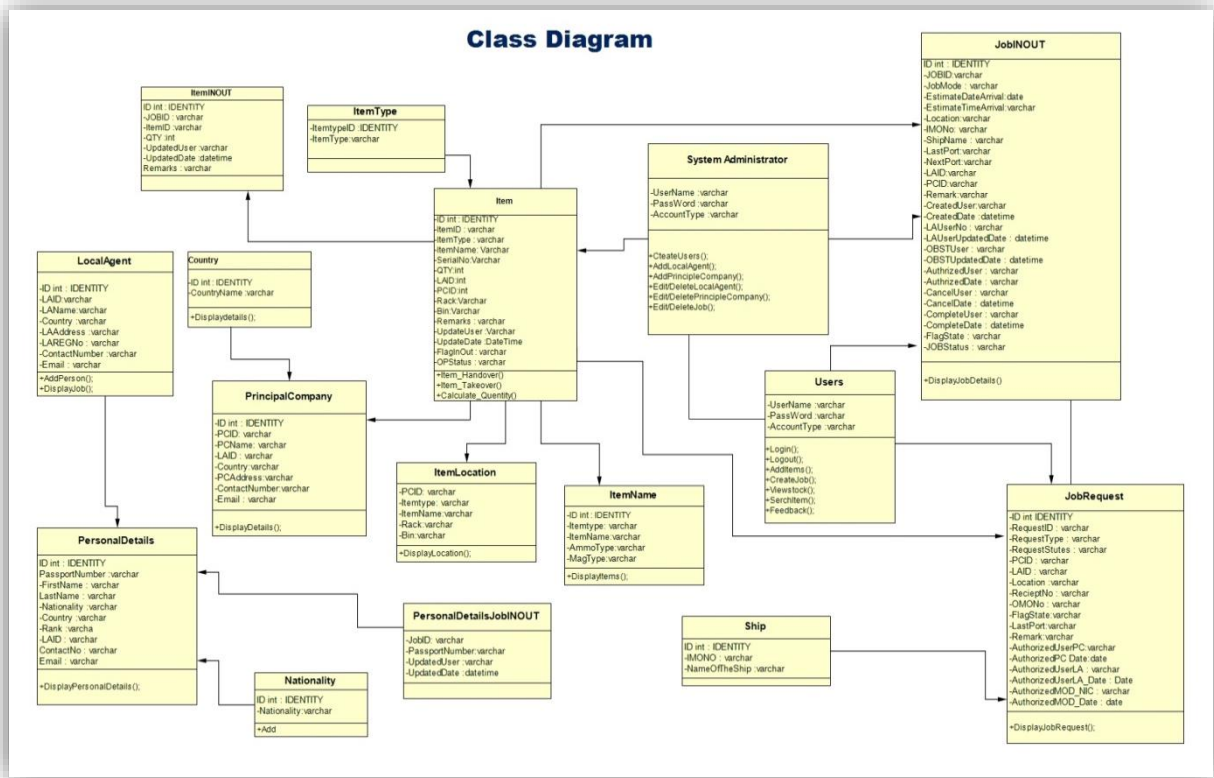 Class Diagram
ItemINOUT
ID int : IDENTITY
-JOBID : varchar
-ItemID : varchar
-QTY :int
-UpdatedUser : varchar
-UpdatedDate :datetime
Remarks : varchar
ItemType
-ItemtypeID :IDENTITY
-ItemType:varchar
Item
-ID int : IDENTITY
-ItemID : varchar
-ItemType : varchar
-ItemName: Varchar
-SerialNo:Varchar
-QTY:int
-LAID:int
-PCID:int
-Rack:Varchar
-Bin:Varchar
-Remarks : varchar
-UpdateUser :Varchar
-UpdateDate :DateTime
-FlagInOut : varchar
-OPStatus : varchar
+Item_Handover()
+Item_Takeover()
+Calculate_Quentity()
System Administrator
-UserName :varchar
-PassWord :varchar
-AccountType :varchar
+CteateUsers();
+AddLocalAgent();
+AddPrincipleCompany();
+Edit/DeleteLocalAgent();
+Edit/DeletePrincipleCompany();
+Edit/DeleteJob();
JobINOUT
ID int : IDENTITY
-JOBID:varchar
-JobMode : varchar
-EstimateDateArrival:date
-EstimateTimeArrival:varchar
-Location:varchar
-IMONo: varchar
-ShipName : varchar
-LastPort:varchar
-NextPort:varchar
-LAID:varchar
-PCID:varchar
-Remark:varchar
-CreatedUser:varchar
-CreatedDate :datetime
-LAUserNo : varchar
-LAUserUpdatedDate : datetime
-OBSTUser : varchar
-OBSTUpdatedDate : datetime
-AuthrizedUser : varchar
-AuthrizedDate : varchar
-CancelUser : varchar
-CancelDate : datetime
-CompleteUser : varchar
-CompleteDate : datetime
-FlagState : varchar
-JOBStatus : varchar
+DisplayJobDetails()
LocalAgent
-ID int : IDENTITY
-LAID:varchar
-LAName:varchar
-Country : varchar
-LAAddress : varchar
-LAREGNo : varchar
-ContactNumber : varchar
-Email : varchar
+AddPerson();
+DisplayJob();
Country
-ID int : IDENTITY
-CountryName :varchar
+Displaydetails();
PrincipalCompany
-ID int : IDENTITY
-PCID: varchar
-PCName: varchar
-LAID : varchar
-Country:varchar
-PCAddress:varchar
-ContactNumber:varchar
-Email : varchar
+DisplayDetails();
ItemLocation
-PCID: varchar
-Itemtype: varchar
-ItemName:varchar
-Rack:varchar
-Bin:varchar
+DisplayLocation();
ItemName
-ID int : IDENTITY
-Itemtype: varchar
-ItemName:varchar
-AmmoType:varchar
-MagType:varchar
+DisplayItems();
Users
-UserName :varchar
-PassWord :varchar
-AccountType :varchar
+Login();
+Logout();
+AddItems();
+CreateJob();
+Viewstock();
+SerchItem();
+Feedback();
JobRequest
-ID int IDENTITY
-RequestID : varchar
-RequestType : varchar
-RequestStutes : varchar
-PCID : varchar
-LAID : varchar
-Location :varchar
-RecieptNo : varchar
-OMONo : varchar
-FlagState:varchar
-LastPort:varchar
-Remark:varchar
-AuthorizedUserPC:varchar
-AuthorizedPC Date:date
-AuthorizedUserLA : varchar
-AuthorizedUserLA_Date : Date
-AuthorizedMOD_NIC : varchar
-AuthorizedMOD_Date : date
+DisplayJobRequest();
PersonalDetails
ID int : IDENTITY
PassportNumber :varchar
-FirstName : varchar
LastName : varchar
-Nationality :varchar
-Country : varchar
-Rank :varcha
-LAID : varchar
ContactNo : varchar
Email : varchar
+DisplayPersonalDetails();
PersonalDetailsJobINOUT
-JobID: varchar
-PassportNumber:varchar
-UpdatedUser : varchar
-UpdatedDate :datetime
Nationality
ID int : IDENTITY
-Nationality:varchar
+Add
Ship
ID int : IDENTITY
-IMONO : varchar
-NameOfTheShip : varchar